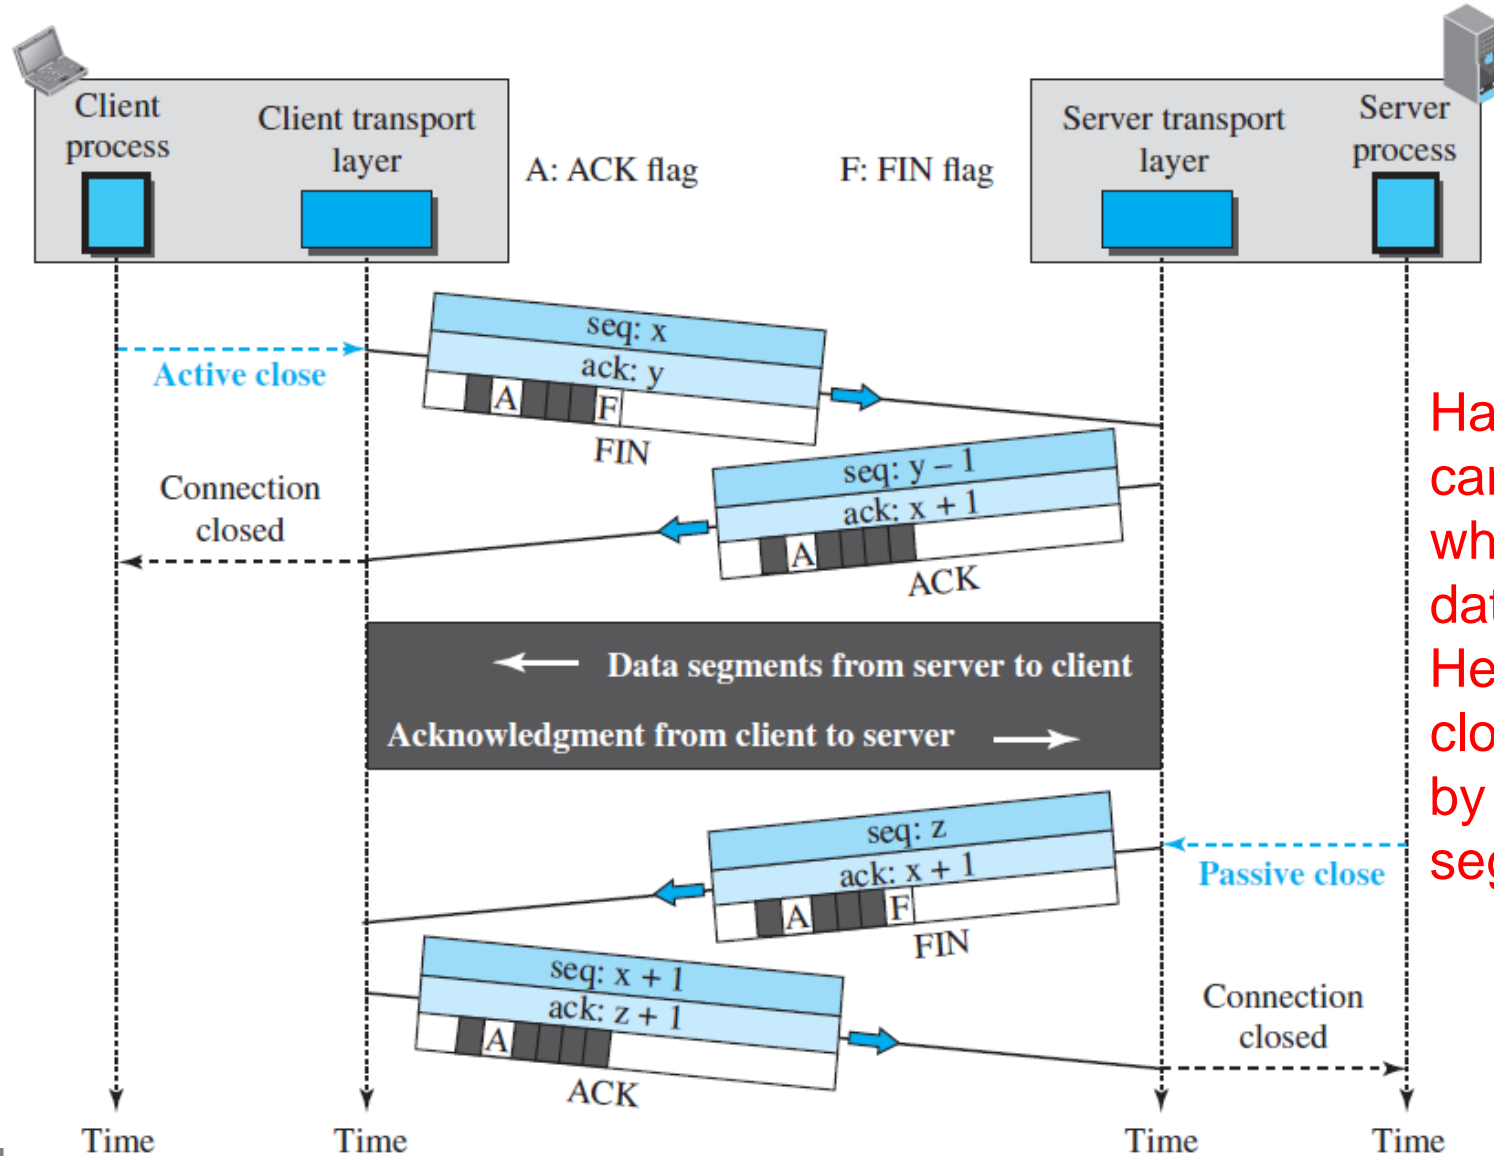 Client
process
Client transport
layer
A: ACK flag
F: FIN flag
Server transport
layer
Server
process
Active close
seq: x
ack: y
A
F
FIN
seq: y – 1
ack: x + 1
A
ACK
Connection
closed
Data segments from server to client
Acknowledgment from client to server
Passive close
seq: z
ack: x + 1
A
F
FIN
seq: x + 1
ack: z + 1
A
ACK
Connection
closed
Time
Time
Time
Time